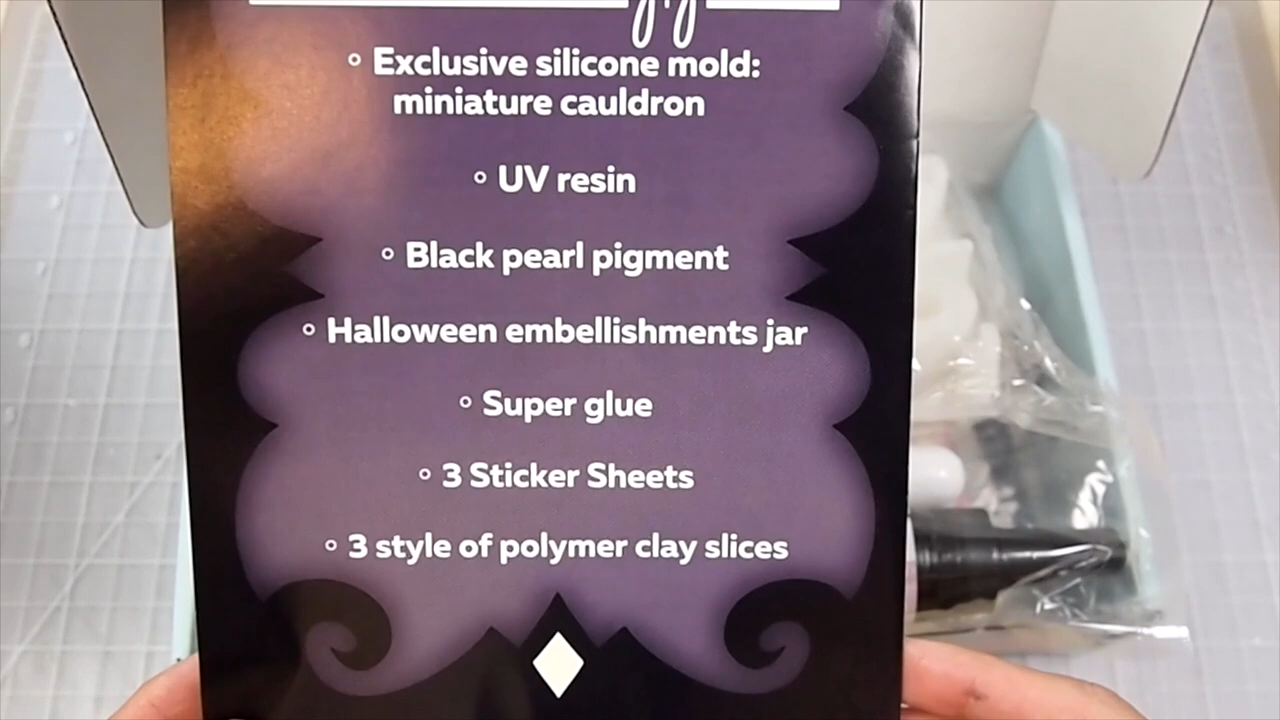 ◦ Exclusive silicone mold:
miniature cauldron
◦ UV resin
◦ Black pearl pigment
◦ Halloween embellishments jar
◦ Super glue
◦ 3 Sticker Sheets
◦ 3 style of polymer clay slices